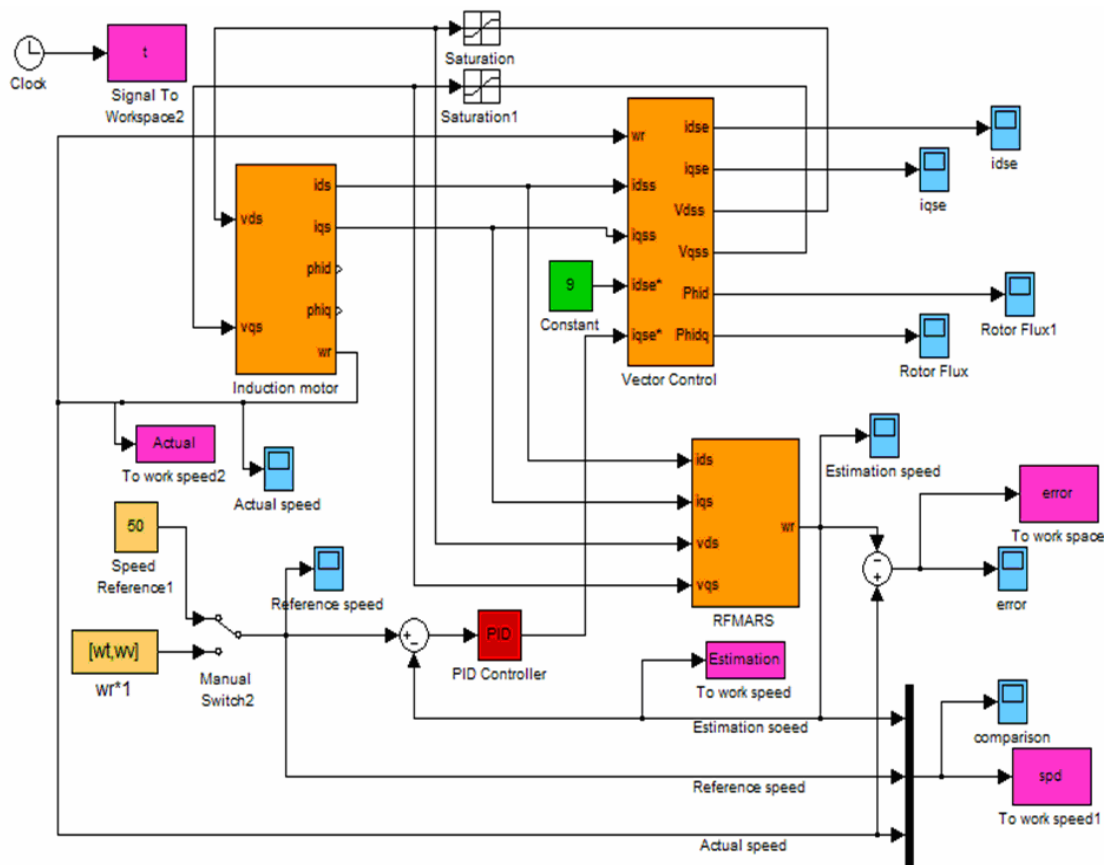 t
Clock
Signal To
Workspace2
Saturation
Saturation1
Induction motor
vds
vqs
ids
iqs
phid
phiq
wr
Vector Control
wr
idss
iqss
idse*
iqse*
idse
iqse
Vdss
Vqss
Phid
Phidq
idse
iqse
Rotor Flux1
Rotor Flux
9
Constant
Actual
To work speed2
Actual speed
50
Speed
Reference1
[wt,wv]
wr*1
Manual
Switch2
Reference speed
PID
PID Controller
ids
iqs
vds
vqs
wr
RFMARS
Estimation speed
error
To work space
error
Estimation
To work speed
Estimation soeed
Reference speed
Actual speed
comparison
spd
To work speed1